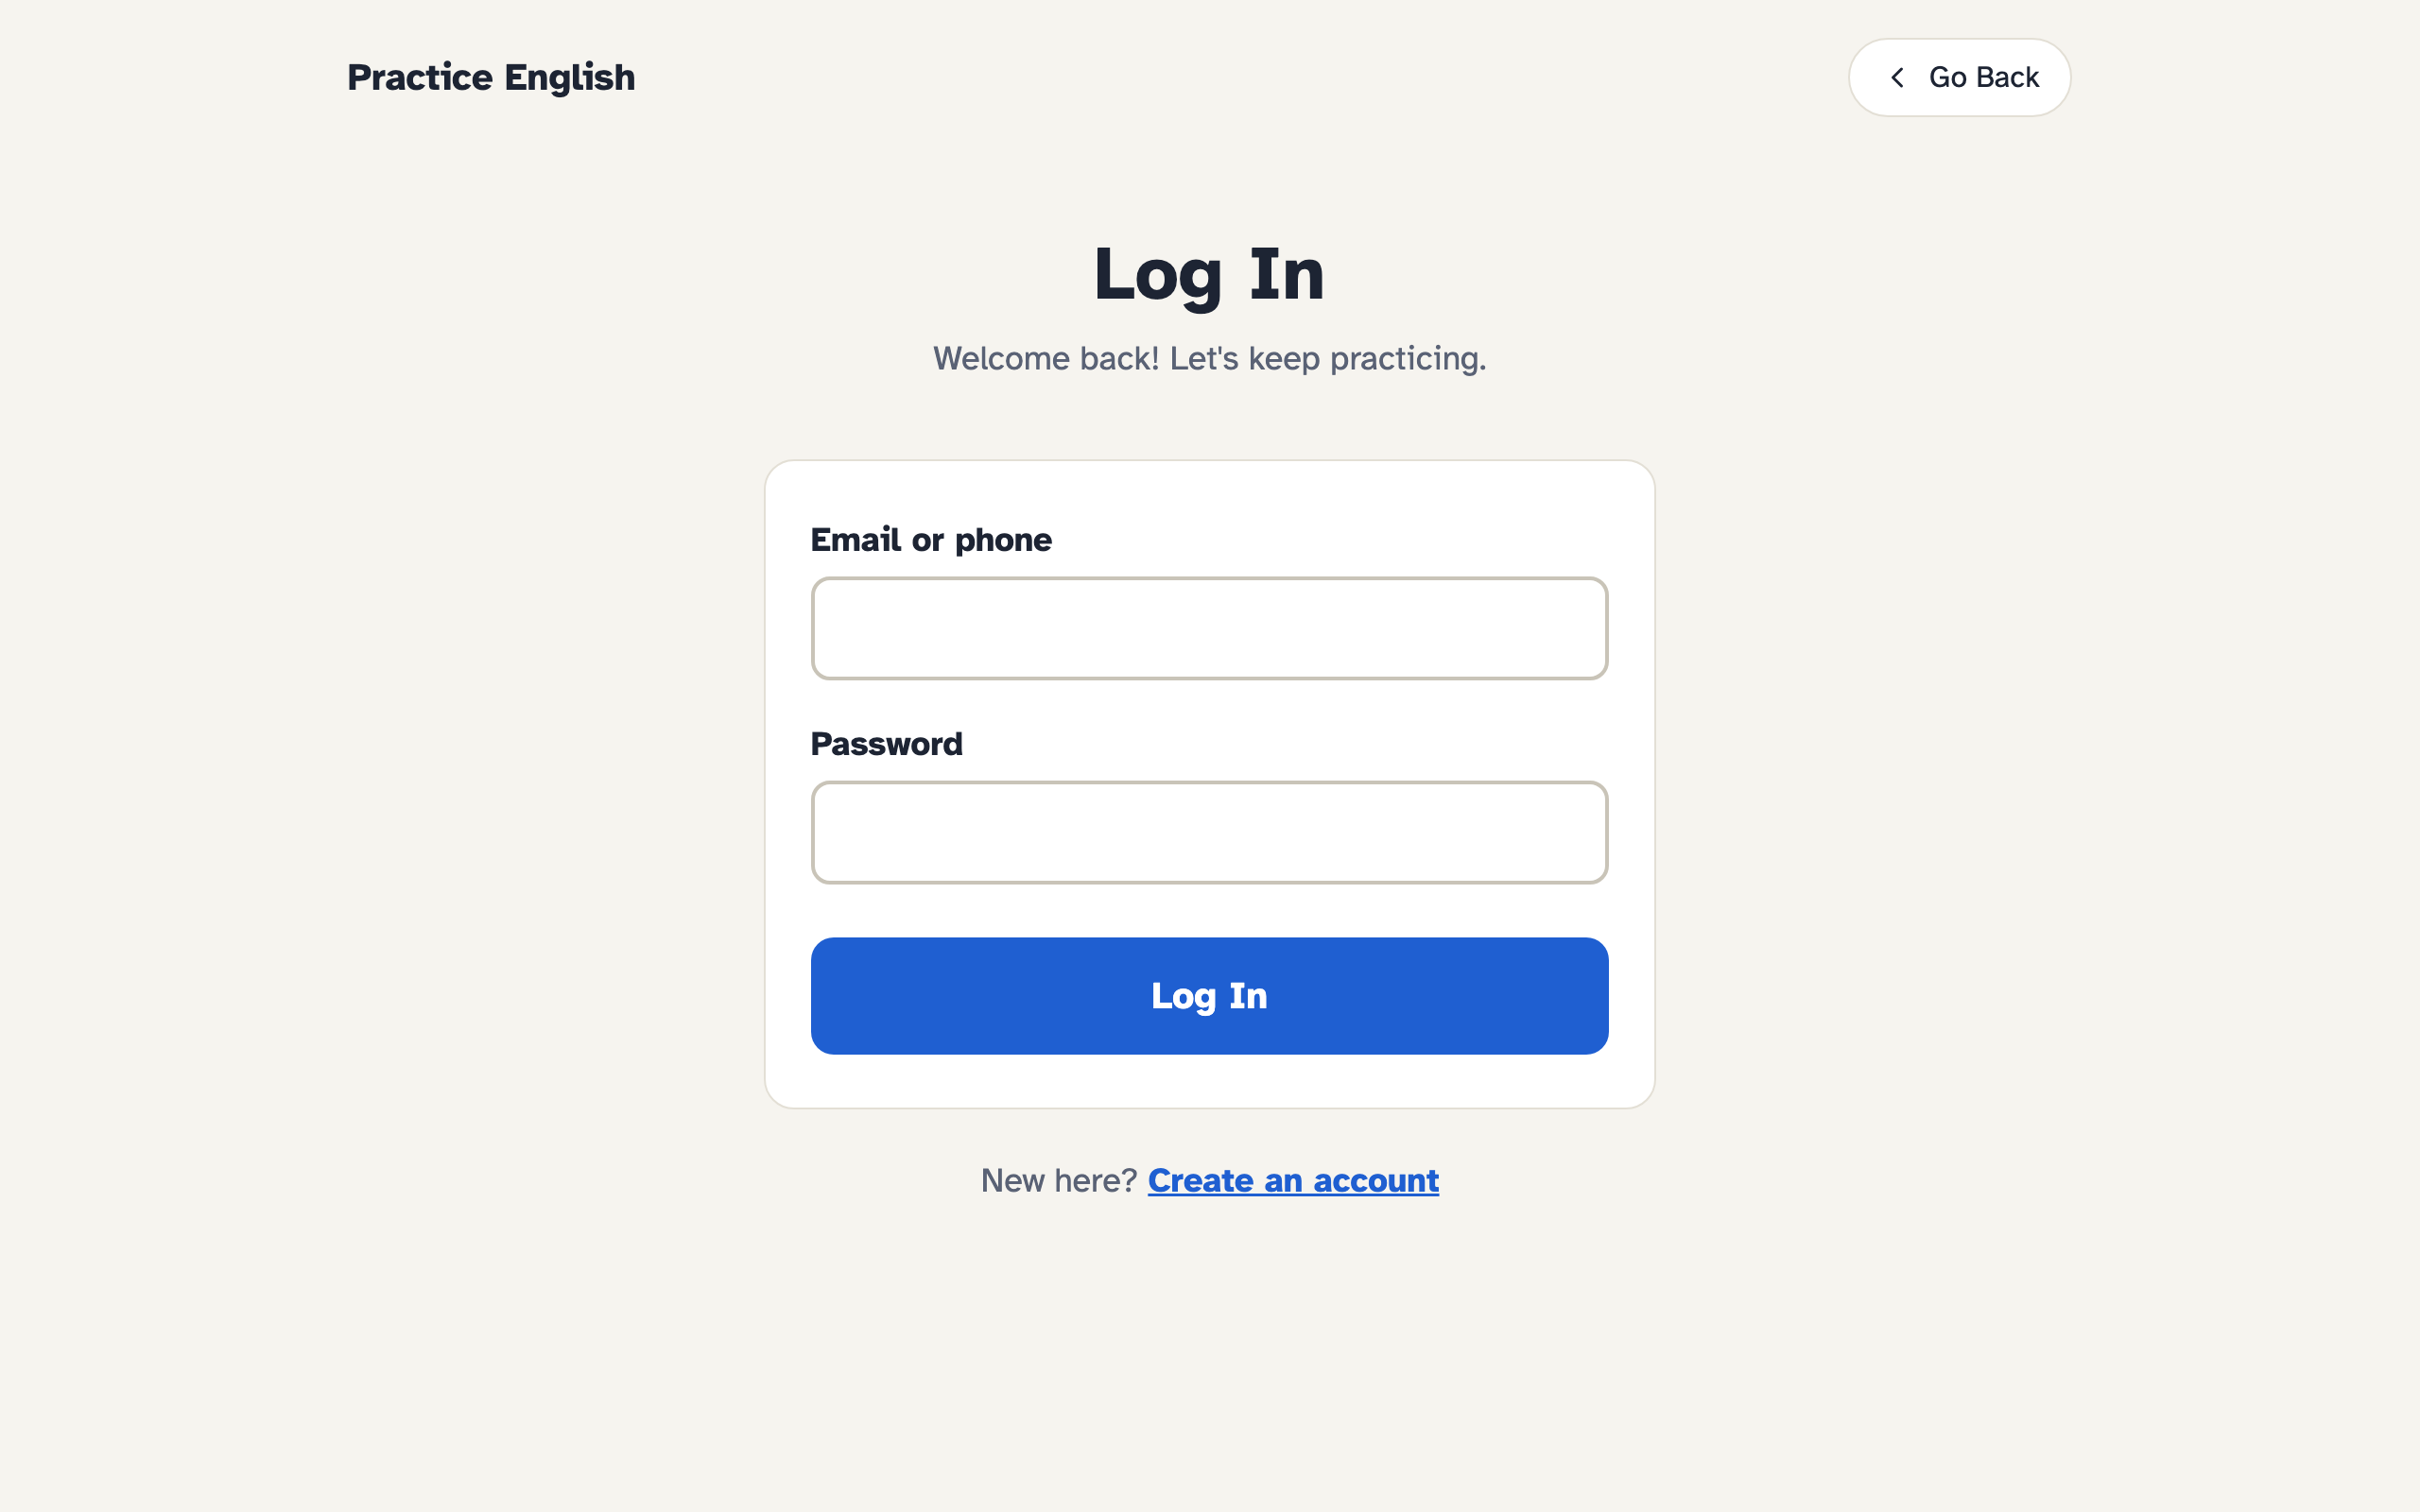 Practice English
Go Back
Log In
Welcome back! Let's keep practicing.
Email or phone
Password
Log In
New here? Create an account